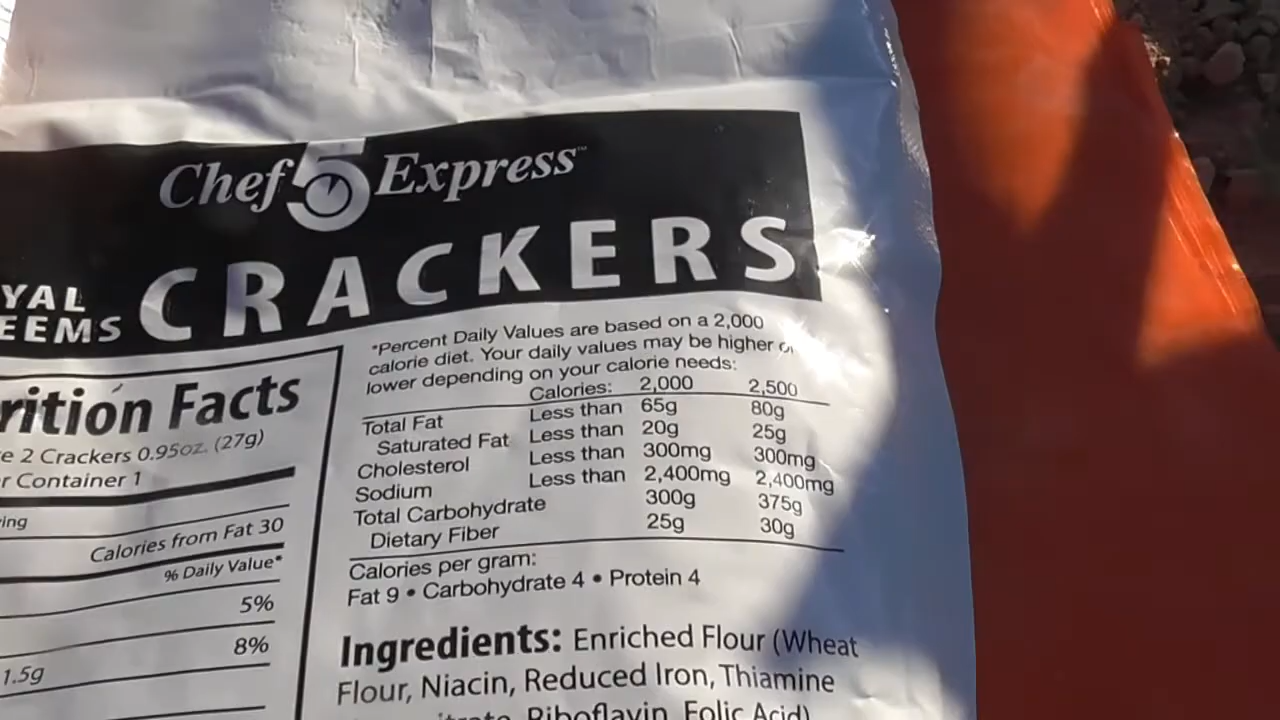 Chef 5 Express™
YAL
EEMS
CRACKERS
rition Facts
e 2 Crackers 0.95oz. (27g)
r Container 1
ing
Calories from Fat 30
% Daily Value*
5%
8%
1.5g
*Percent Daily Values are based on a 2,000
calorie diet. Your daily values may be higher or
lower depending on your calorie needs:
Calories: 2,000 2,500
Total Fat Less than 65g 80g
Saturated Fat Less than 20g 25g
Cholesterol Less than 300mg 300mg
Sodium Less than 2,400mg 2,400mg
Total Carbohydrate 300g 375g
Dietary Fiber 25g 30g
Calories per gram:
Fat 9 • Carbohydrate 4 • Protein 4
Ingredients: Enriched Flour (Wheat
Flour, Niacin, Reduced Iron, Thiamine
Riboflavin, Folic Acid)